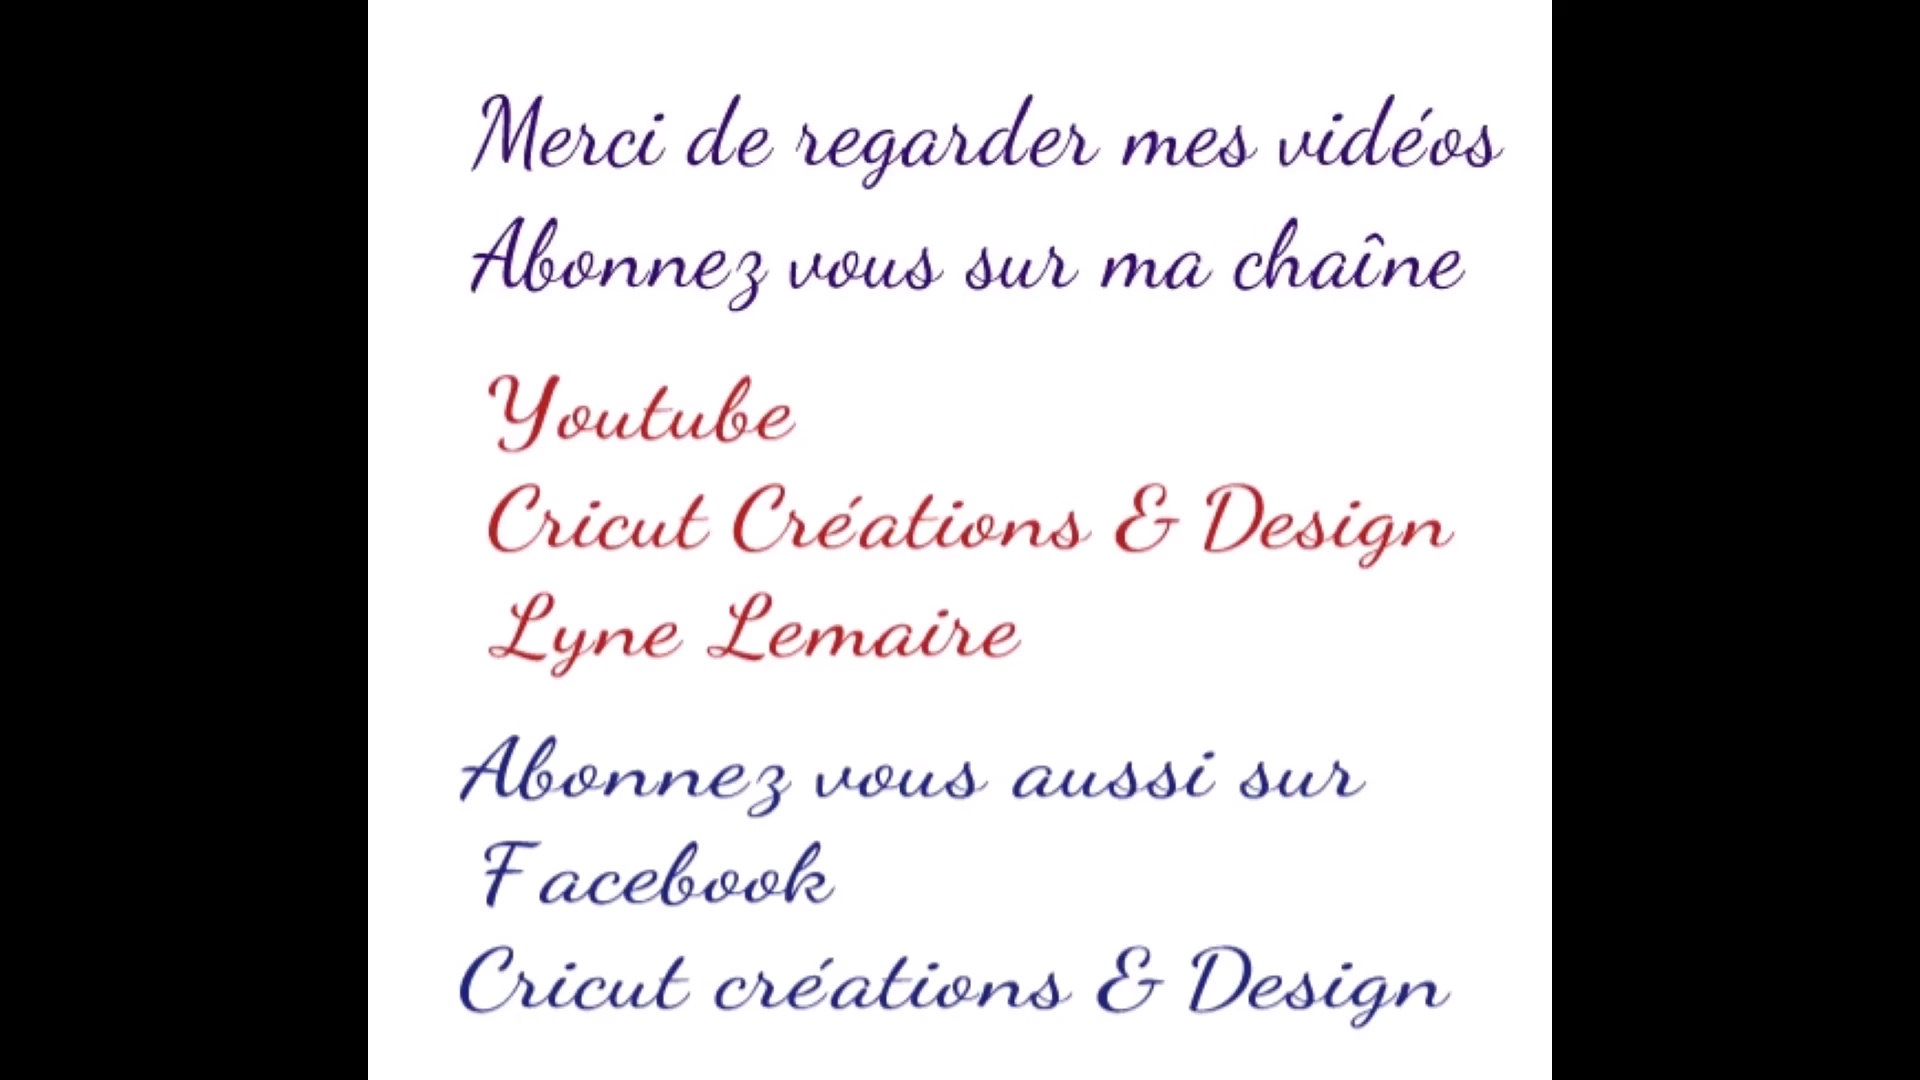 Merci de regarder mes vidéos
Abonnez vous sur ma chaîne
Youtube
Cricut Créations & Design
Lyne Lemaire
Abonnez vous aussi sur
Facebook
Cricut créations & Design